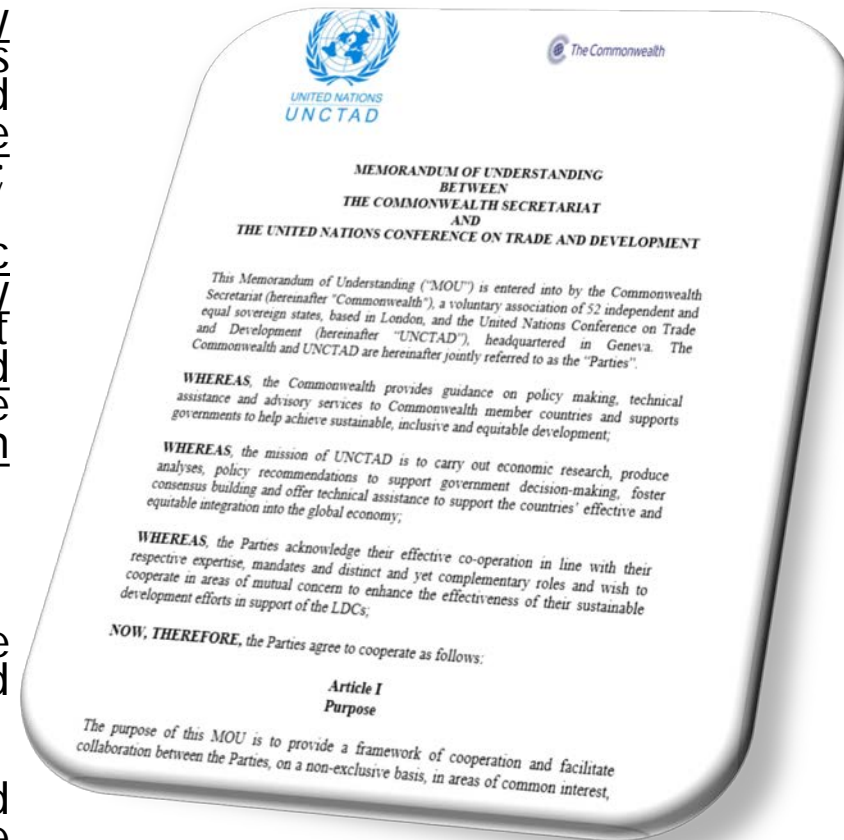 UNITED NATIONS
UNCTAD
The Commonwealth
MEMORANDUM OF UNDERSTANDING
BETWEEN
THE COMMONWEALTH SECRETARIAT
AND
THE UNITED NATIONS CONFERENCE ON TRADE AND DEVELOPMENT
This Memorandum of Understanding ("MOU") is entered into by the Commonwealth
Secretariat (hereinafter "Commonwealth"), a voluntary association of 52 independent and
equal sovereign states, based in London, and the United Nations Conference on Trade
and Development (hereinafter "UNCTAD"), headquartered in Geneva. The
Commonwealth and UNCTAD are hereinafter jointly referred to as the "Parties".
WHEREAS, the Commonwealth provides guidance on policy making, technical
assistance and advisory services to Commonwealth member countries and supports
governments to help achieve sustainable, inclusive and equitable development;
WHEREAS, the mission of UNCTAD is to carry out economic research, produce
analyses, policy recommendations to support government decision-making, foster
consensus building and offer technical assistance to support the countries' effective and
equitable integration into the global economy;
WHEREAS, the Parties acknowledge their effective co-operation in line with their
respective expertise, mandates and distinct and yet complementary roles and wish to
cooperate in areas of mutual concern to enhance the effectiveness of their sustainable
development efforts in support of the LDCs;
NOW, THEREFORE, the Parties agree to cooperate as follows:
Article I
Purpose
The purpose of this MOU is to provide a framework of cooperation and facilitate
collaboration between the Parties, on a non-exclusive basis, in areas of common interest,